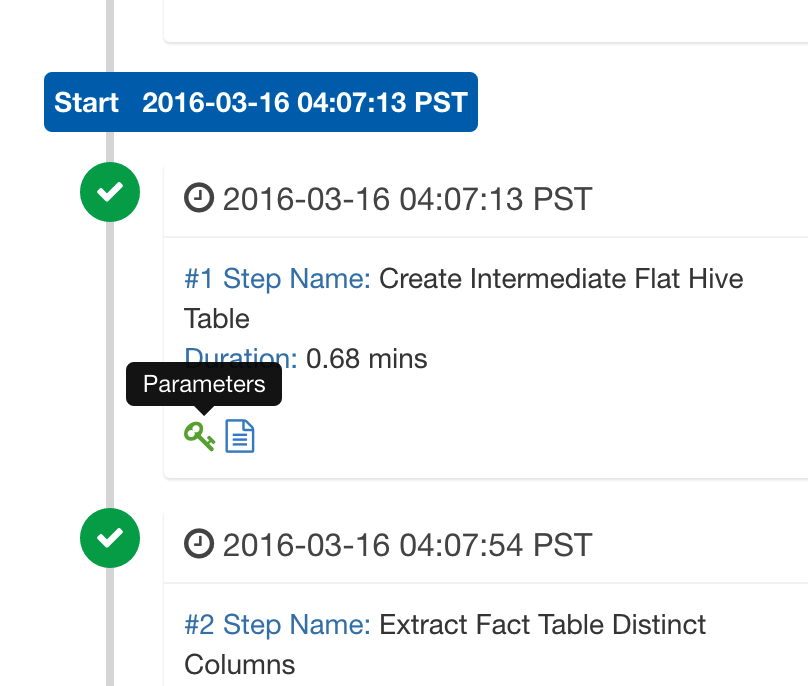 Start 2016-03-16 04:07:13 PST
2016-03-16 04:07:13 PST
#1 Step Name: Create Intermediate Flat Hive
Table
Duration: 0.68 mins
Parameters
2016-03-16 04:07:54 PST
#2 Step Name: Extract Fact Table Distinct
Columns